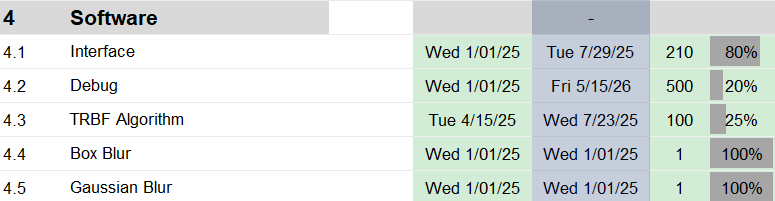 4 Software -
4.1 Interface Wed 1/01/25 Tue 7/29/25 210 80%
4.2 Debug Wed 1/01/25 Fri 5/15/26 500 20%
4.3 TRBF Algorithm Tue 4/15/25 Wed 7/23/25 100 25%
4.4 Box Blur Wed 1/01/25 Wed 1/01/25 1 100%
4.5 Gaussian Blur Wed 1/01/25 Wed 1/01/25 1 100%